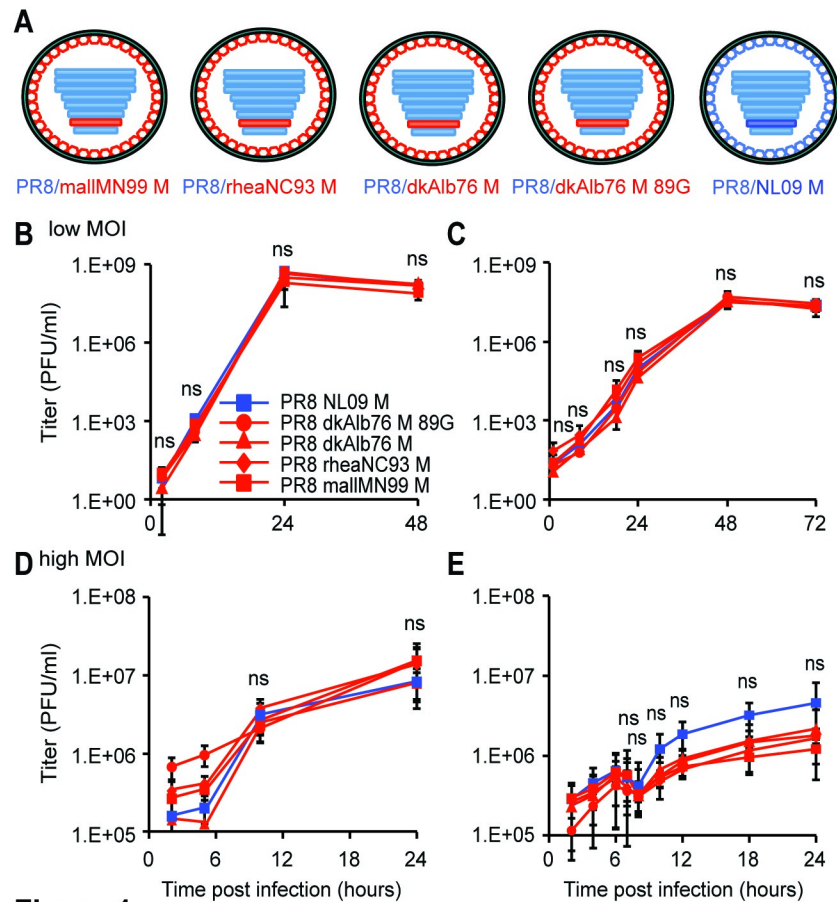 A
PR8/mallMN99 M PR8/rheaNC93 M PR8/dkAlb76 M PR8/dkAlb76 M 89G PR8/NL09 M
B low MOI
C
1.E+09
1.E+06
1.E+03
1.E+00
Titer (PFU/ml)
ns
ns
ns
ns
PR8 NL09 M
PR8 dkAlb76 M 89G
PR8 dkAlb76 M
PR8 rheaNC93 M
PR8 mallMN99 M
0 24 48
1.E+09
1.E+06
1.E+03
1.E+00
ns
ns
ns
ns
ns
ns
0 24 48 72
D high MOI
E
1.E+08
1.E+07
1.E+06
1.E+05
Titer (PFU/ml)
ns
ns
0 6 12 18 24
Time post infection (hours)
1.E+08
1.E+07
1.E+06
1.E+05
ns
ns
ns
ns
ns
ns
0 6 12 18 24
Time post infection (hours)